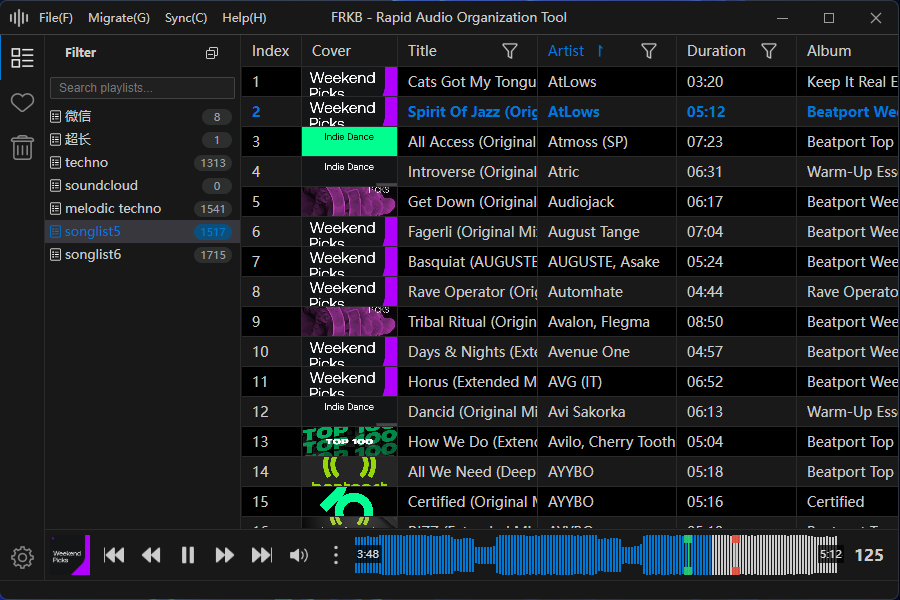 File(F) Migrate(G) Sync(C) Help(H) FRKB - Rapid Audio Organization Tool
Filter
Search playlists...
微信 8
超长 1
techno 1313
soundcloud 0
melodic techno 1541
songlist5 1517
songlist6 1715
Index Cover Title Artist ↑ Duration Album
1 Weekend Picks Cats Got My Tongu AtLows 03:20 Keep It Real E
2 Weekend Picks Spirit Of Jazz (Orig AtLows 05:12 Beatport Wee
3 Indie Dance All Access (Original Atmoss (SP) 07:23 Beatport Top
4 Indie Dance Introverse (Original Atric 06:31 Warm-Up Ess
5 Picks Get Down (Original Audiojack 06:17 Beatport Wee
6 Weekend Picks Fagerli (Original Mix August Tange 07:04 Beatport Wee
7 Weekend Picks Basquiat (AUGUSTE AUGUSTE, Asake 05:24 Beatport Wee
8 Weekend Picks Rave Operator (Orig Automhate 04:44 Rave Operato
9 Picks Tribal Ritual (Origin Avalon, Flegma 08:50 Beatport Wee
10 Weekend Picks Days & Nights (Exte Avenue One 04:57 Beatport Wee
11 Weekend Picks Horus (Extended M AVG (IT) 06:52 Beatport Wee
12 Indie Dance Dancid (Original Mi Avi Sakorka 06:13 Warm-Up Ess
13 TOP 100 TOP 100 TOP 100 How We Do (Extend Avilo, Cherry Tooth 05:04 Beatport Top
14 beatport All We Need (Deep AYYBO 05:18 Beatport Top
15 10 Certified (Original M AYYBO 05:16 Certified
Weekend Picks 3:48 5:12 125